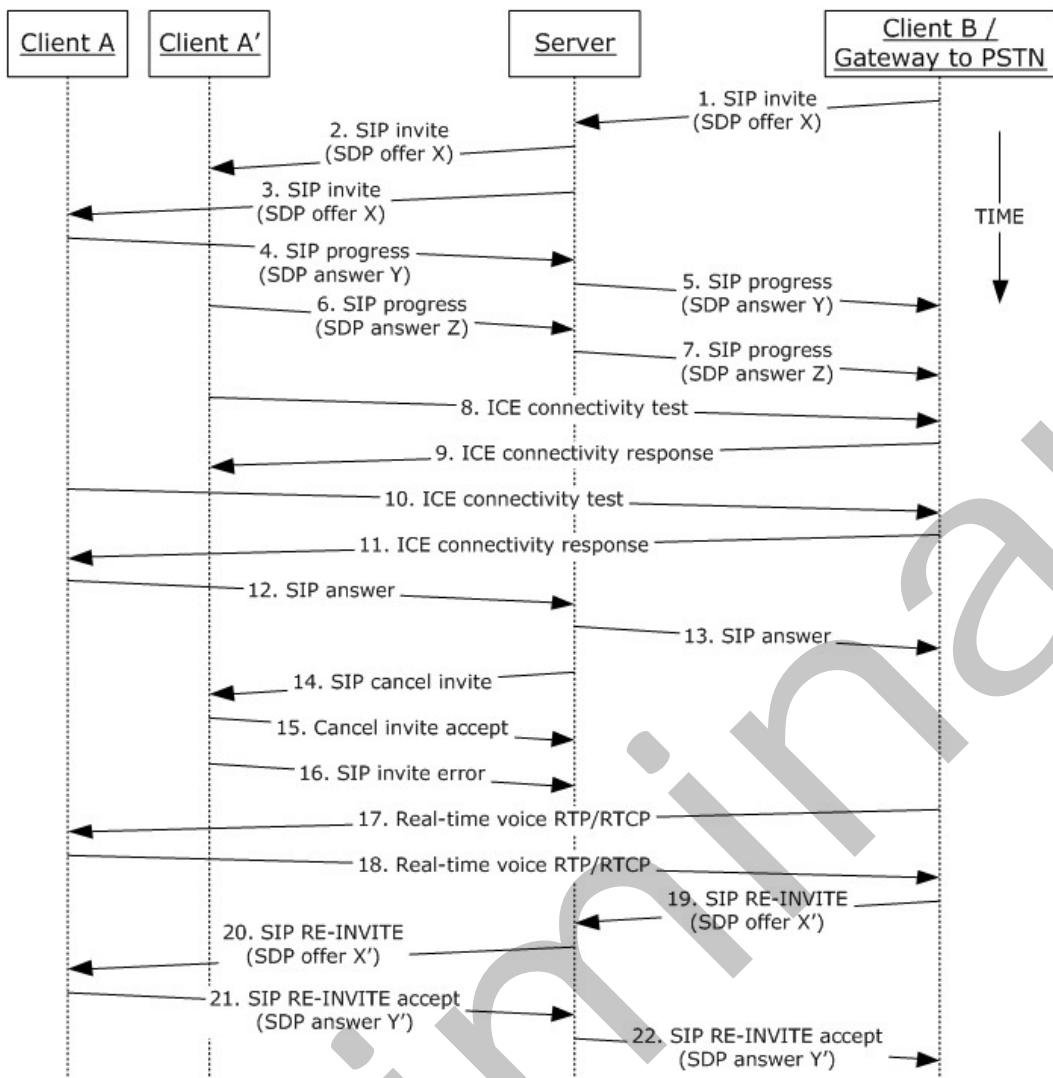 Client A
Client A’
Server
Client B /
Gateway to PSTN
1. SIP invite
(SDP offer X)
2. SIP invite
(SDP offer X)
3. SIP invite
(SDP offer X)
TIME
4. SIP progress
(SDP answer Y)
5. SIP progress
(SDP answer Y)
6. SIP progress
(SDP answer Z)
7. SIP progress
(SDP answer Z)
8. ICE connectivity test
9. ICE connectivity response
10. ICE connectivity test
11. ICE connectivity response
12. SIP answer
13. SIP answer
14. SIP cancel invite
15. Cancel invite accept
16. SIP invite error
17. Real-time voice RTP/RTCP
18. Real-time voice RTP/RTCP
19. SIP RE-INVITE
(SDP offer X’)
20. SIP RE-INVITE
(SDP offer X’)
21. SIP RE-INVITE accept
(SDP answer Y’)
22. SIP RE-INVITE accept
(SDP answer Y’)